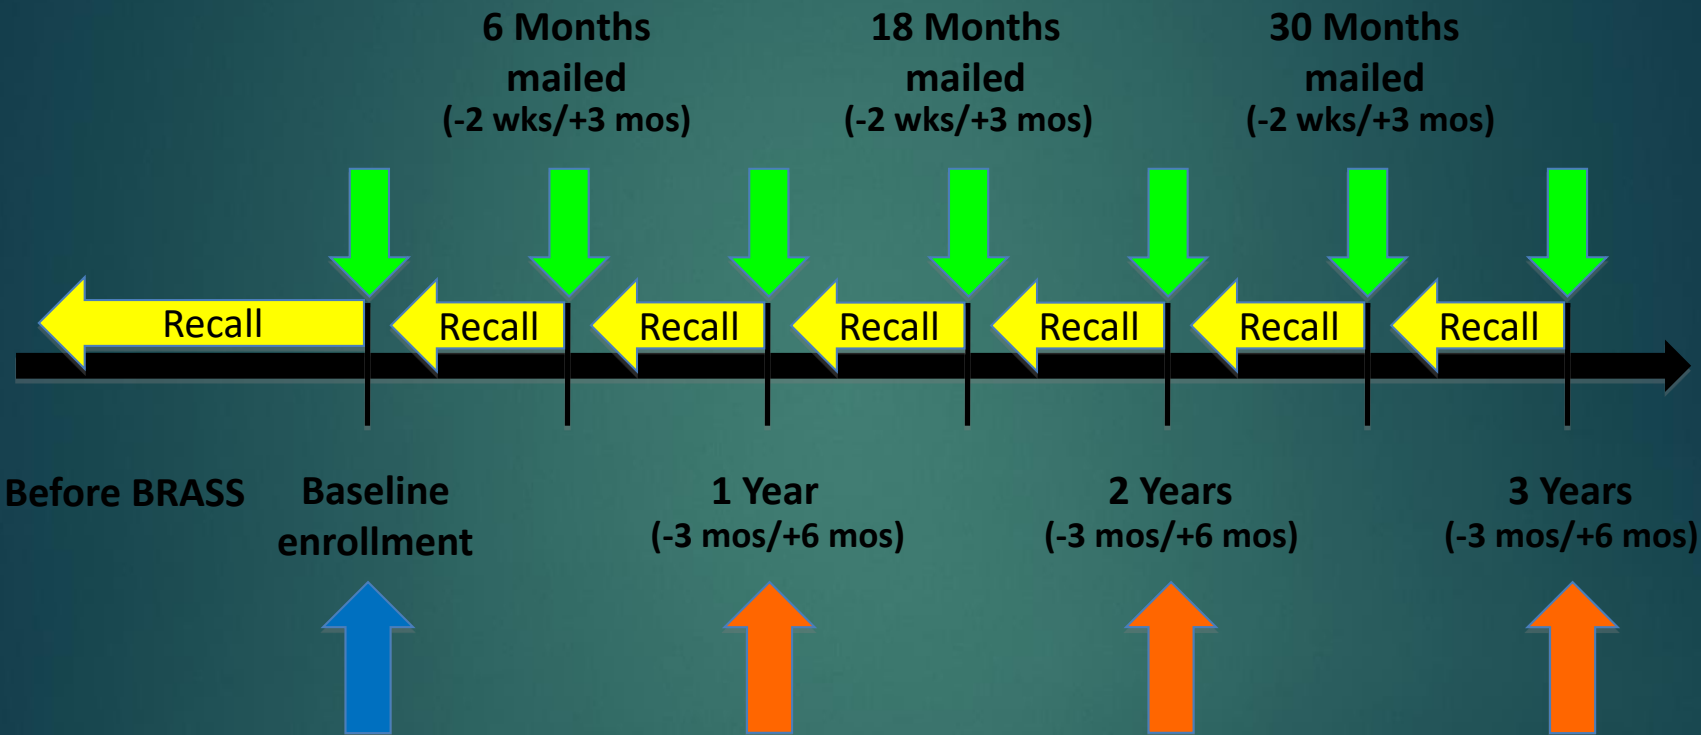 6 Months
mailed
(-2 wks/+3 mos)
18 Months
mailed
(-2 wks/+3 mos)
30 Months
mailed
(-2 wks/+3 mos)
Recall
Recall
Recall
Recall
Recall
Recall
Recall
Before BRASS
Baseline
enrollment
1 Year
(-3 mos/+6 mos)
2 Years
(-3 mos/+6 mos)
3 Years
(-3 mos/+6 mos)